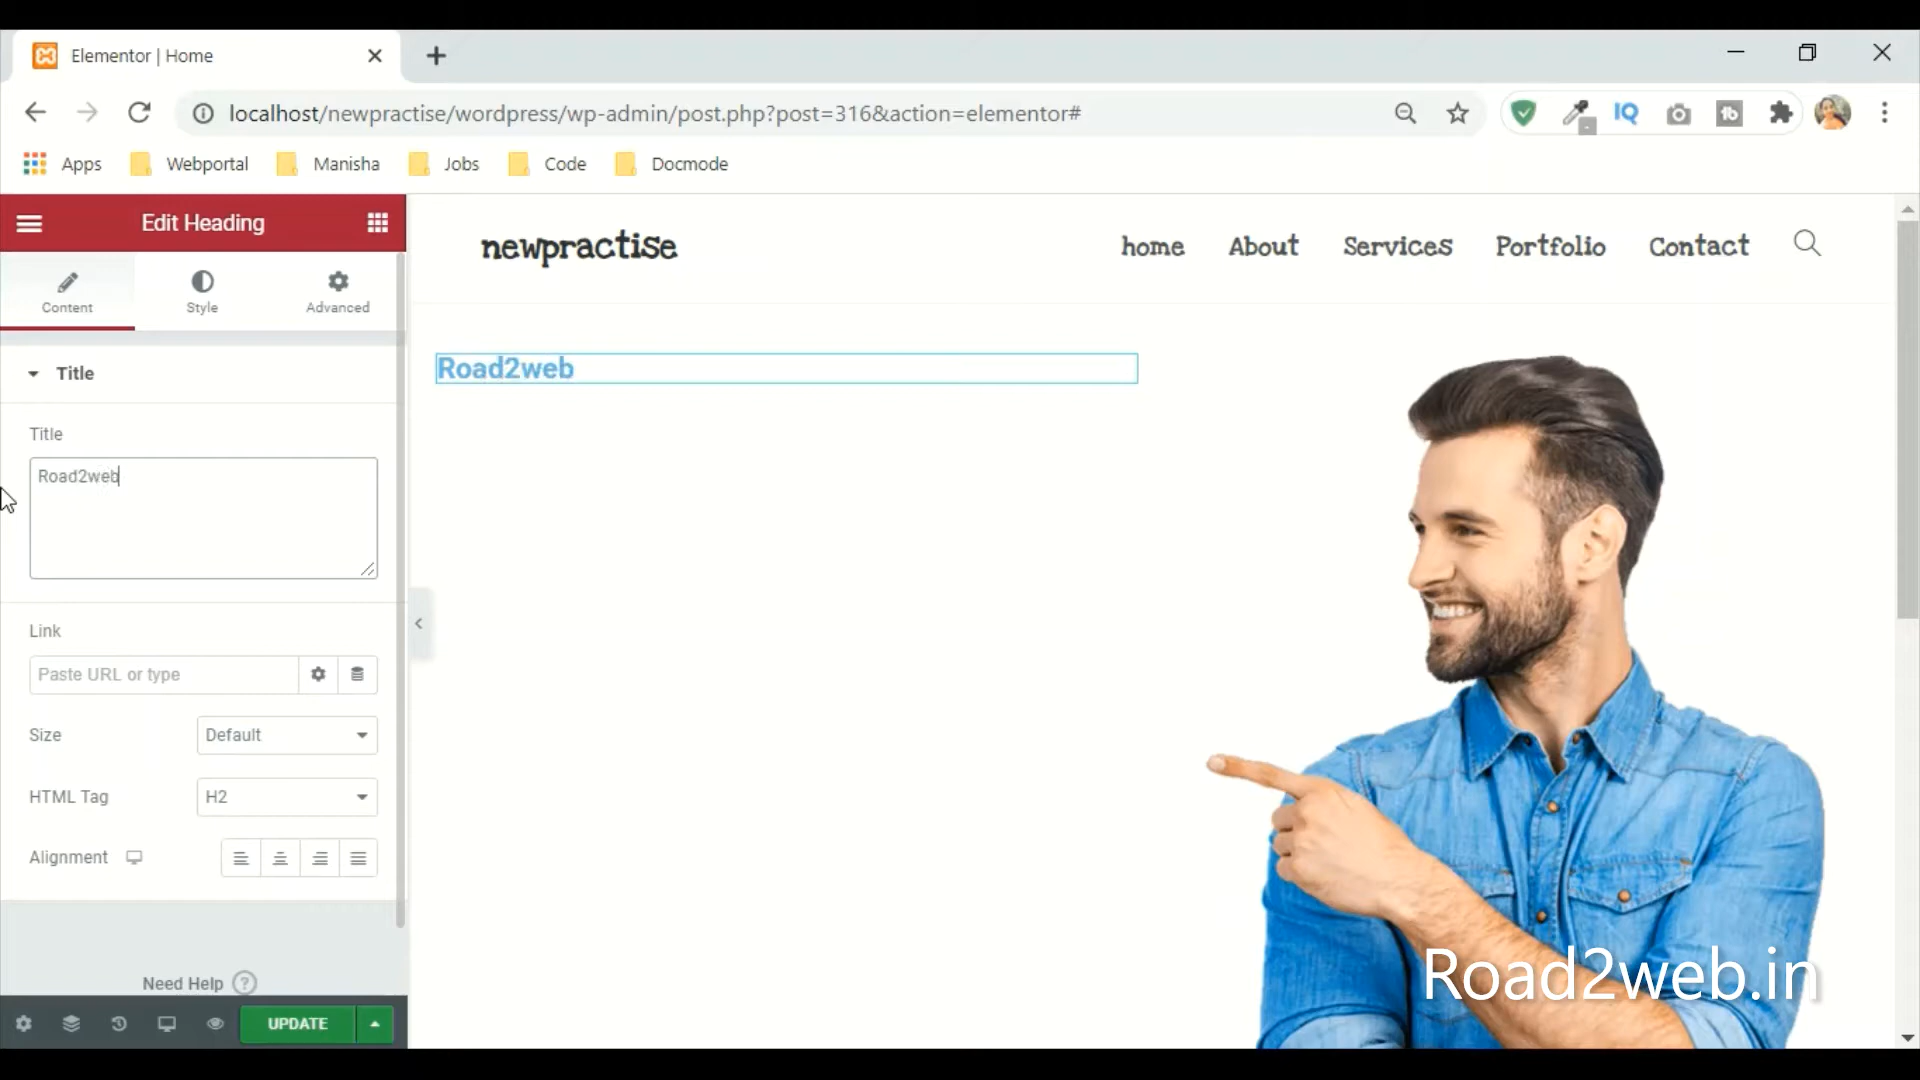 Elementor | Home
localhost/newpractise/wordpress/wp-admin/post.php?post=316&action=elementor#
IQ
Apps Webportal Manisha Jobs Code Docmode
Edit Heading
Content Style Advanced
Title
Title
Road2web
Link
Paste URL or type
Size Default
HTML Tag H2
Alignment
Need Help ?
UPDATE
newpractise
home About Services Portfolio Contact
Road2web
Road2web.in